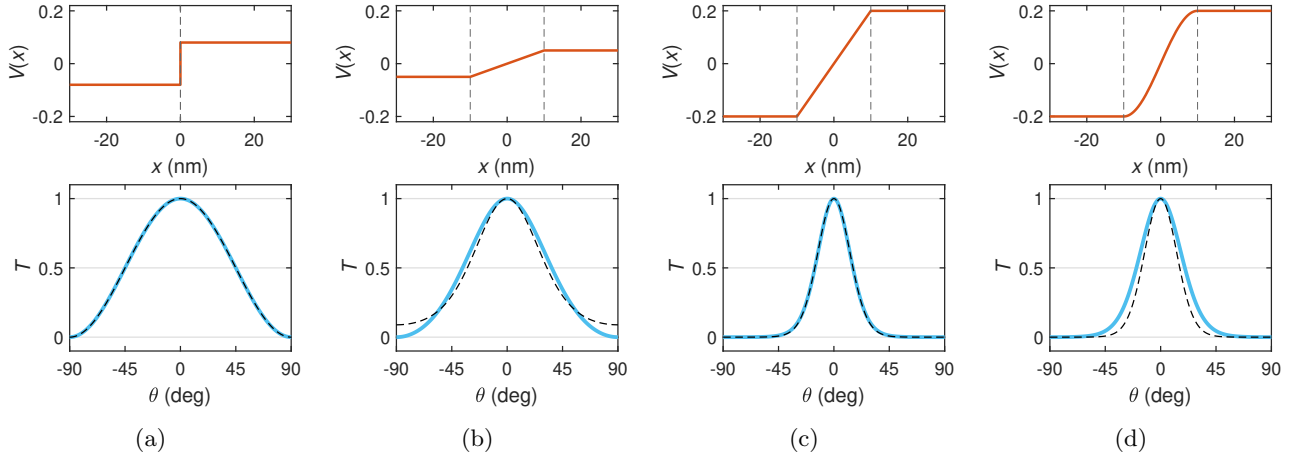 0.2 0.2 0.2 0.2
V(x) V(x) V(x) V(x)
0 0 0 0
-0.2 -0.2 -0.2 -0.2
-20 0 20 -20 0 20 -20 0 20 -20 0 20
x (nm) x (nm) x (nm) x (nm)
1 1 1 1
T T T T
0.5 0.5 0.5 0.5
0 0 0 0
-90 -45 0 45 90 -90 -45 0 45 90 -90 -45 0 45 90 -90 -45 0 45 90
θ (deg) θ (deg) θ (deg) θ (deg)
(a) (b) (c) (d)